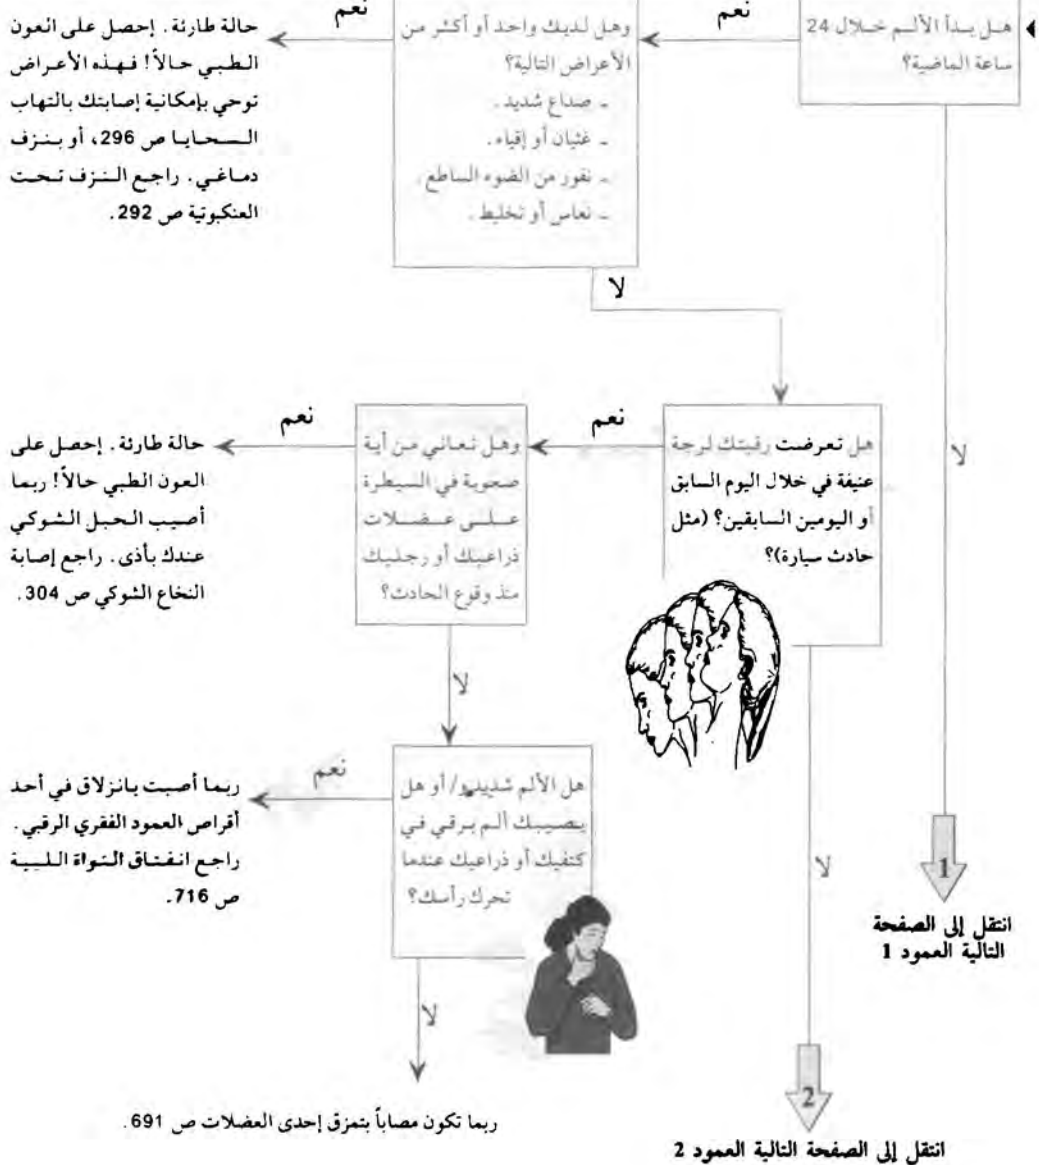 هل يبدأ الألم خلال 24
ساعة الماضية؟
نعم
وهل لديك واحد أو أكثر من
الأعراض التالية؟
ـ صداع شديد.
ـ غثيان أو إقياء.
ـ نفور من الضوء الساطع.
ـ نعاس أو تخليط.
نعم
حالة طارئة. إحصل على العون
الطبي حالاً! فهذه الأعراض
توحي بإمكانية إصابتك بالتهاب
السحايا ص 296، أو بنزف
دماغي. راجع النزف تحت
العنكبوتية ص 292.
لا
لا
هل تعرضت رقبتك لرجة
عنيفة في خلال اليوم السابق
أو اليومين السابقين؟ (مثل
حادث سيارة)؟
نعم
وهل تعاني من أية
صعوبة في السيطرة
على عضلات
ذراعيك أو رجليك
منذ وقوع الحادث؟
نعم
حالة طارئة. إحصل على
العون الطبي حالاً! ربما
أصيب الحبل الشوكي
عندك بأذى. راجع إصابة
النخاع الشوكي ص 304.
لا
هل الألم شديد و/أو هل
يصيبك ألم برقي في
كتفيك أو ذراعيك عندما
تحرك رأسك؟
نعم
ربما أصبت بانزلاق في أحد
أقراص العمود الفقري الرقبي.
راجع انفتاق النواة اللبية
ص 716.
لا
لا
1
انتقل إلى الصفحة
التالية العمود 1
ربما تكون مصاباً بتمزق إحدى العضلات ص 691.
2
انتقل إلى الصفحة التالية العمود 2